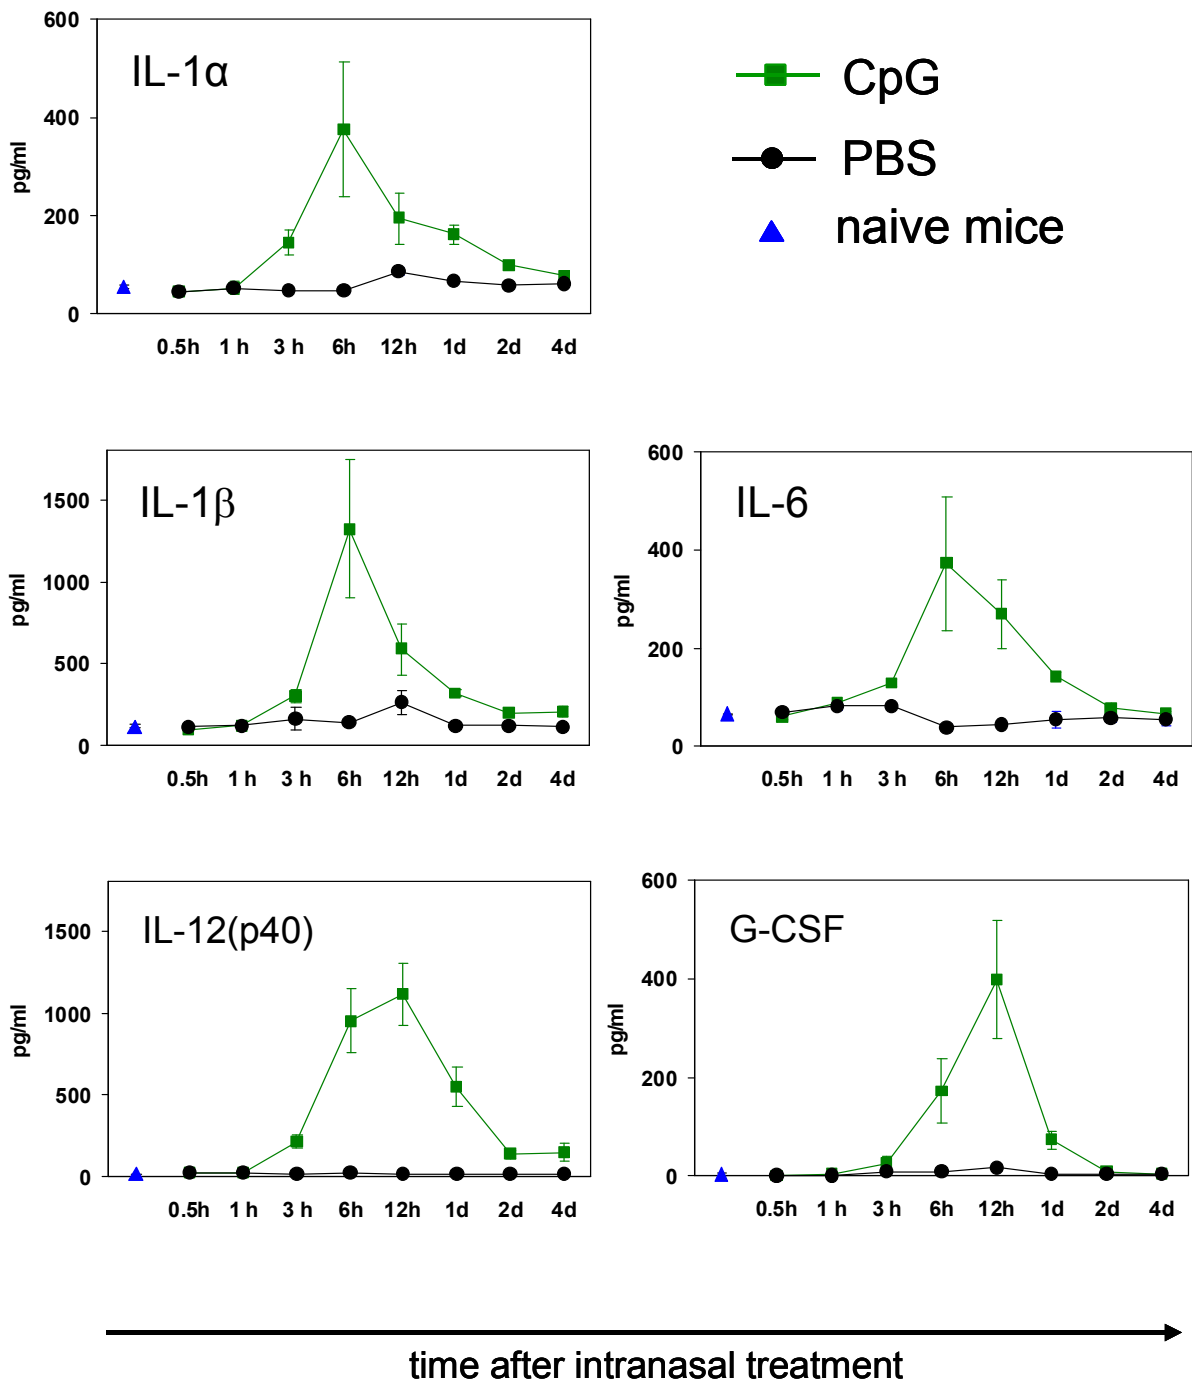 600
400
200
0
pg/ml
IL-1α
0.5h 1 h 3 h 6h 12h 1d 2d 4d
CpG
PBS
naive mice
1500
1000
500
0
pg/ml
IL-1β
0.5h 1 h 3 h 6h 12h 1d 2d 4d
600
400
200
0
pg/ml
IL-6
0.5h 1 h 3 h 6h 12h 1d 2d 4d
1500
1000
500
0
pg/ml
IL-12(p40)
0.5h 1 h 3 h 6h 12h 1d 2d 4d
600
400
200
0
pg/ml
G-CSF
0.5h 1 h 3 h 6h 12h 1d 2d 4d
time after intranasal treatment